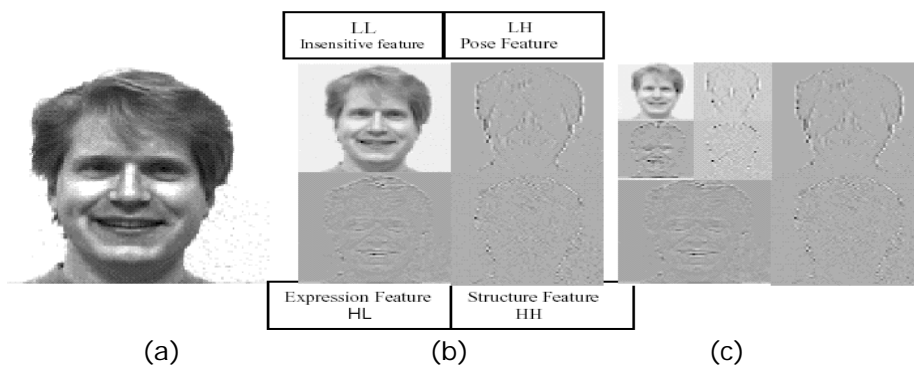 LL
Insensitive feature
LH
Pose Feature
Expression Feature
HL
Structure Feature
HH
(a)
(b)
(c)